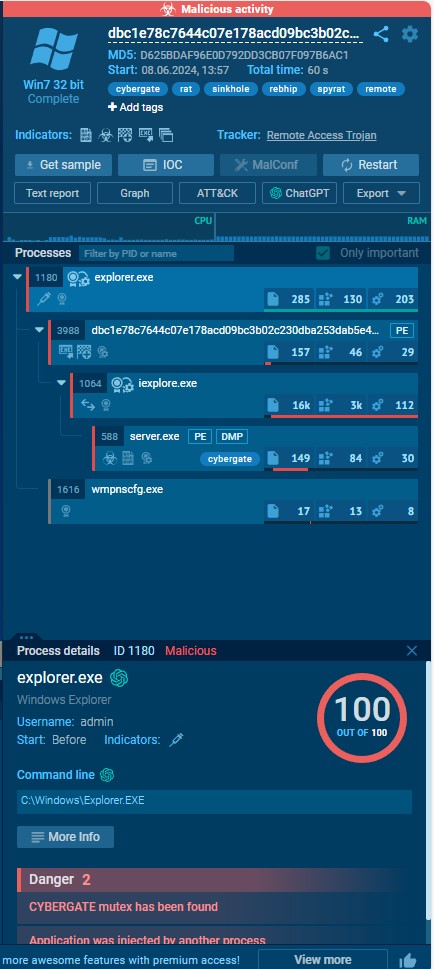 Malicious activity
dbc1e78c7644c07e178acd09bc3b02c...
MD5: D625BDAF96E0D792DD3CB07F097B6AC1
Start: 08.06.2024, 13:57 Total time: 60 s
Win7 32 bit
Complete
cybergate rat sinkhole rebhip spyrat remote
+ Add tags
Indicators: Tracker: Remote Access Trojan
Get sample IOC MalConf Restart
Text report Graph ATT&CK ChatGPT Export
CPU RAM
Processes Filter by PID or name Only important
1180 explorer.exe
285 130 203
3988 dbc1e78c7644c07e178acd09bc3b02c230dba253dab5e4... PE
157 46 29
1064 iexplore.exe
16k 3k 112
588 server.exe PE DMP
cybergate 149 84 30
1616 wmpnscfg.exe
17 13 8
Process details ID 1180 Malicious
explorer.exe
Windows Explorer
Username: admin
Start: Before Indicators:
100
OUT OF 100
Command line
C:\Windows\Explorer.EXE
More Info
Danger 2
CYBERGATE mutex has been found
Application was injected by another process
more awesome features with premium access! View more